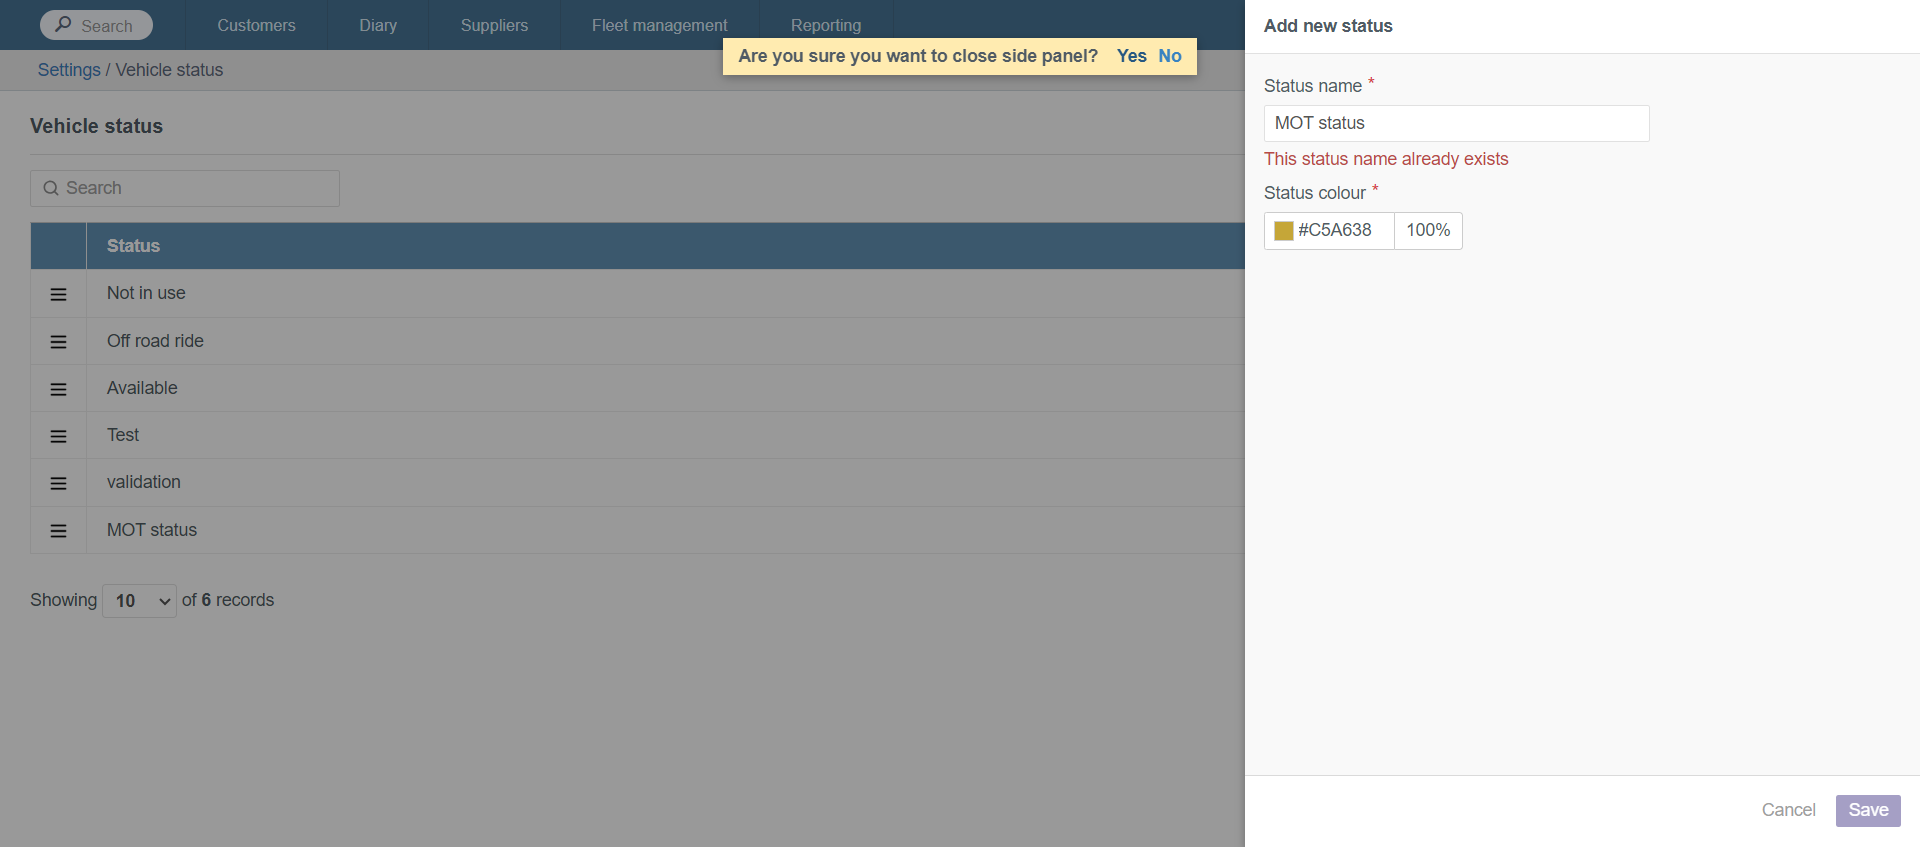 Search Customers Diary Suppliers Fleet management Reporting
Are you sure you want to close side panel? Yes No
Settings / Vehicle status
Vehicle status
Search
Status
Not in use
Off road ride
Available
Test
validation
MOT status
Showing 10 of 6 records
Add new status
Status name *
MOT status
This status name already exists
Status colour *
#C5A638 100%
Cancel Save